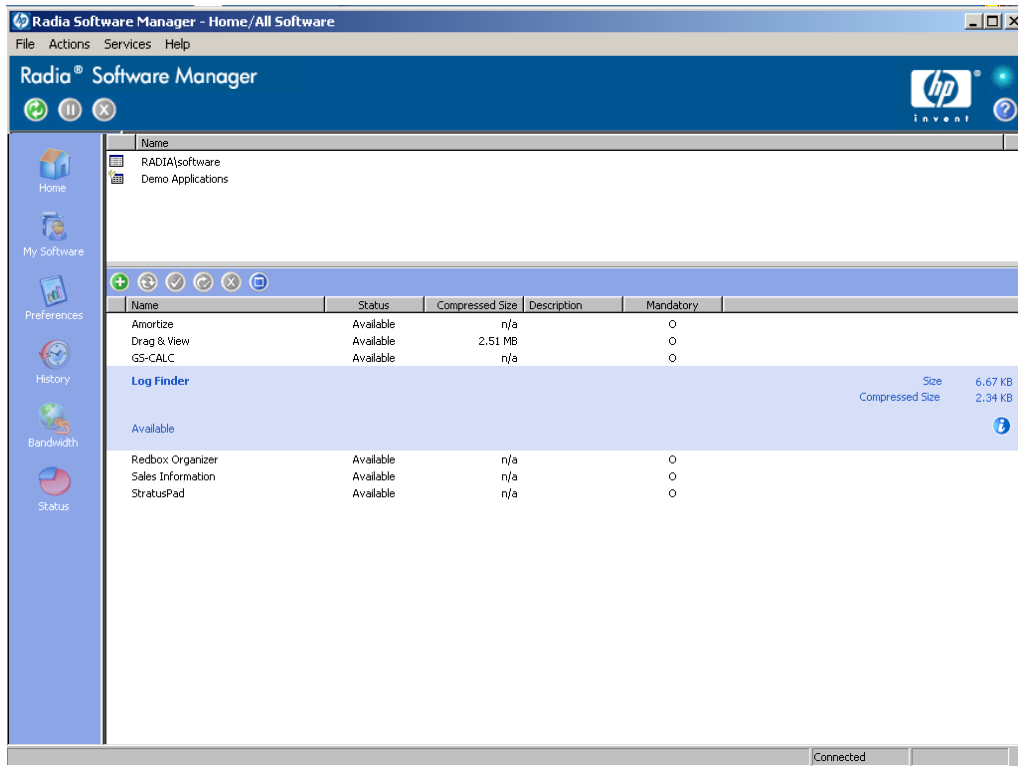 Radia Software Manager - Home/All Software
File Actions Services Help
Radia® Software Manager
hp ®
invent
Home
My Software
Preferences
History
Bandwidth
Status
Name
RADIA\software
Demo Applications
Name Status Compressed Size Description Mandatory
Amortize Available n/a O
Drag & View Available 2.51 MB O
GS-CALC Available n/a O
Log Finder Size 6.67 KB
Compressed Size 2.34 KB
Available
Redbox Organizer Available n/a O
Sales Information Available n/a O
StratusPad Available n/a O
Connected